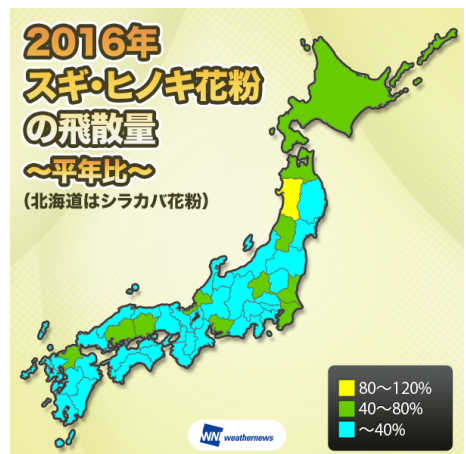 2016年
スギ・ヒノキ花粉
の飛散量
～平年比～
（北海道はシラカバ花粉）
80～120%
40～80%
～40%
WNI weathernews